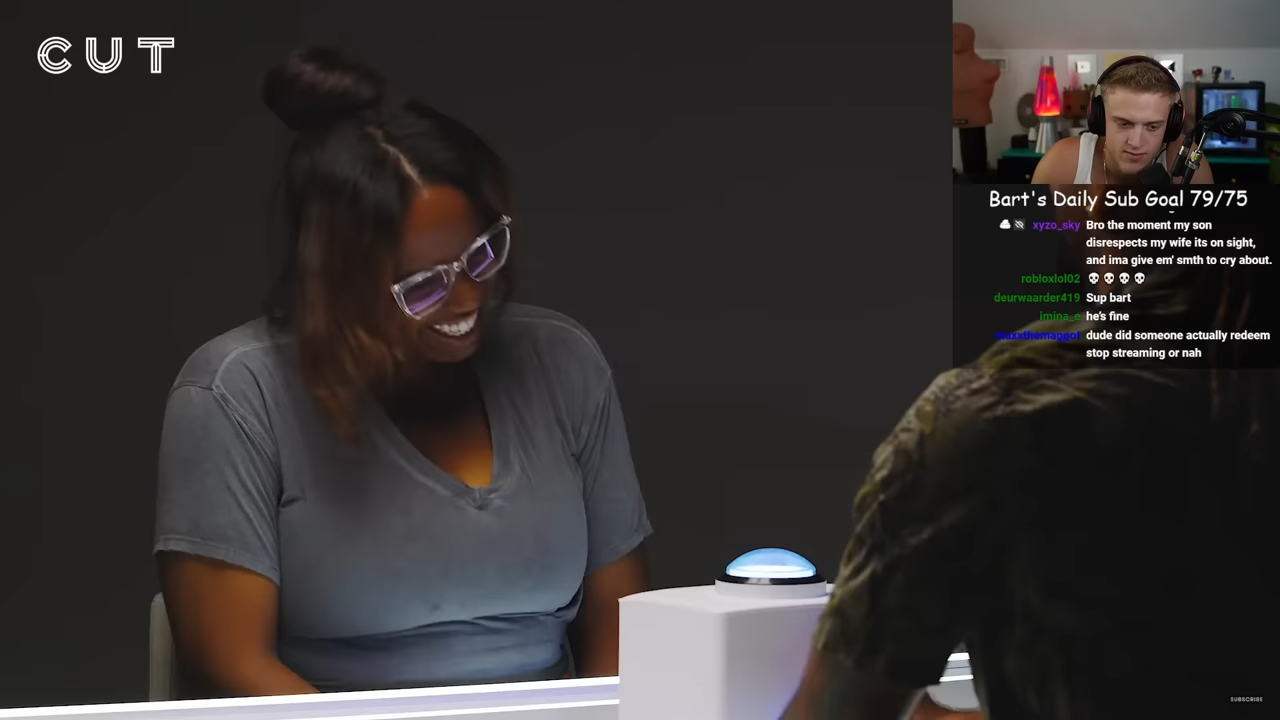 CUT
Bart's Daily Sub Goal 79/75
xyzo_sky Bro the moment my son
disrespects my wife its on sight,
and ima give em' smth to cry about.
robloxlol02 💀💀💀💀
deurwaarder419 Sup bart
imina_e he's fine
maxxthemaggot dude did someone actually redeem
stop streaming or nah
SUBSCRIBE